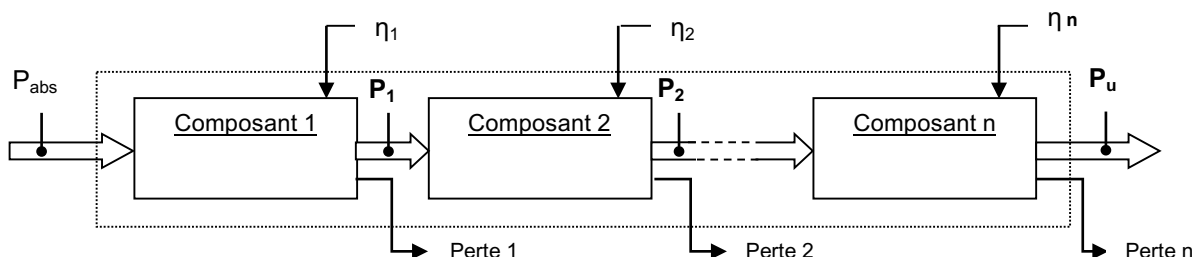 η1
η2
η n
Pabs
P1
P2
Pu
Composant 1
Composant 2
Composant n
Perte 1
Perte 2
Perte n